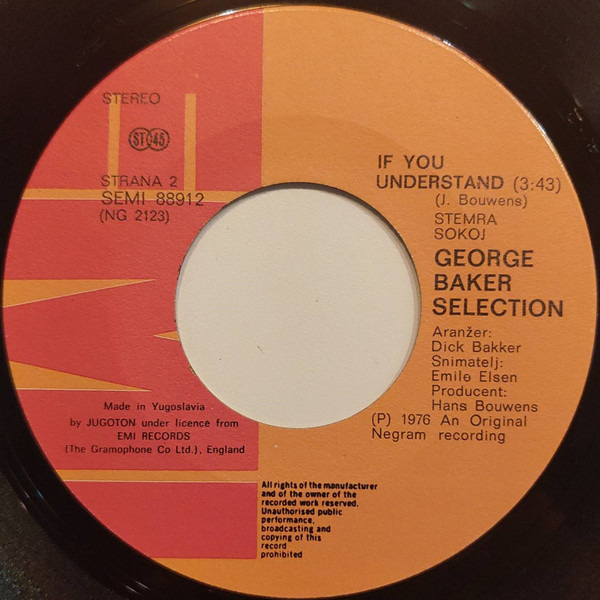 STEREO
ST 45
STRANA 2
SEMI 88912
(NG 2123)
IF YOU
UNDERSTAND (3:43)
(J. Bouwens)
STEMRA
SOKOJ
GEORGE
BAKER
SELECTION
Aranžer:
Dick Bakker
Snimatelj:
Emile Elsen
Producent:
Hans Bouwens
(P) 1976 An Original
Negram recording
Made in Yugoslavia
by JUGOTON under licence from
EMI RECORDS
(The Gramophone Co Ltd.), England
All rights of the manufacturer
and of the owner of the
recorded work reserved.
Unauthorised public
performance,
broadcasting and
copying of this
record
prohibited